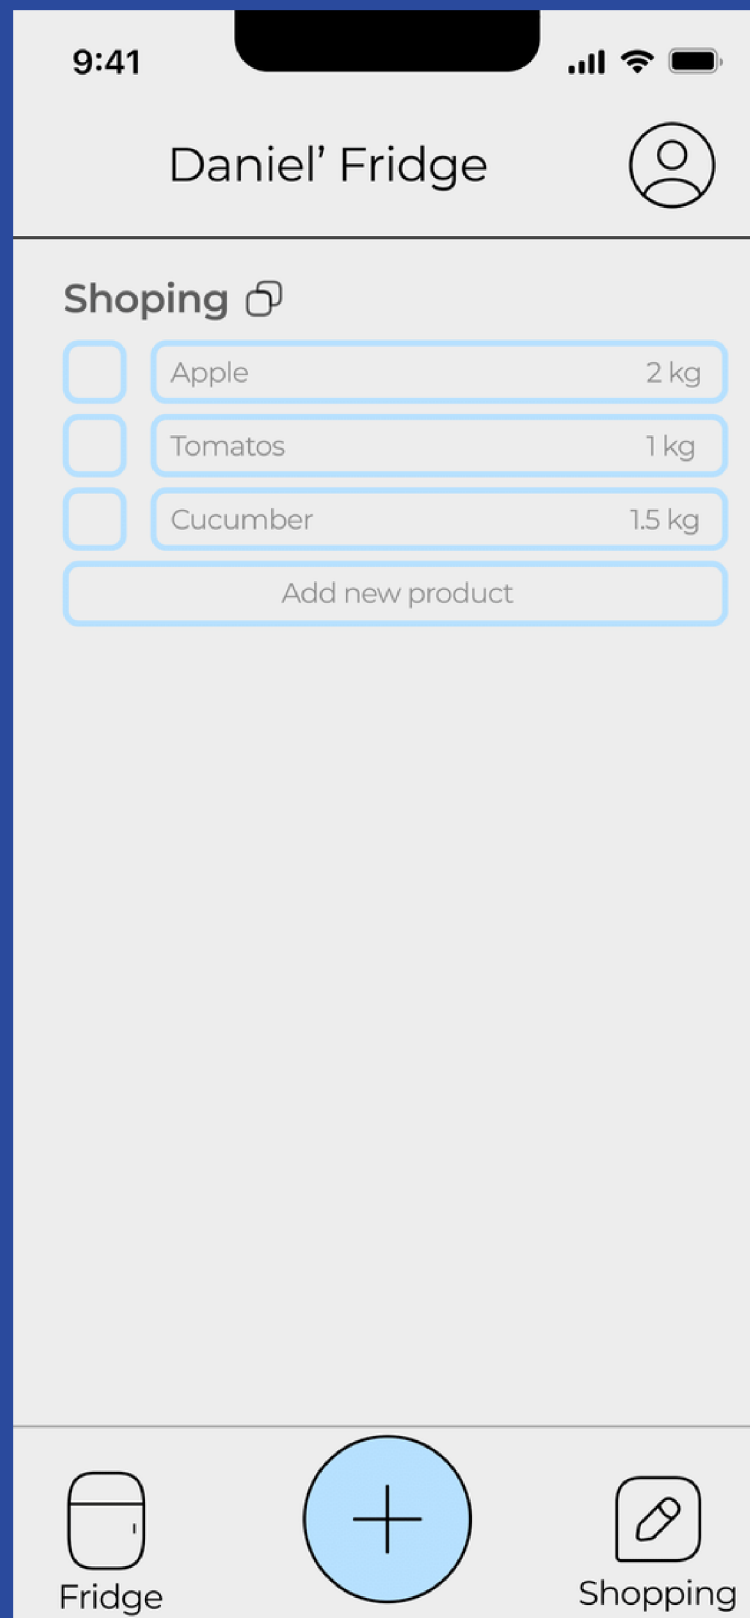 9:41
Daniel’ Fridge
Shoping
Apple 2 kg
Tomatos 1 kg
Cucumber 1.5 kg
Add new product
Fridge Shopping